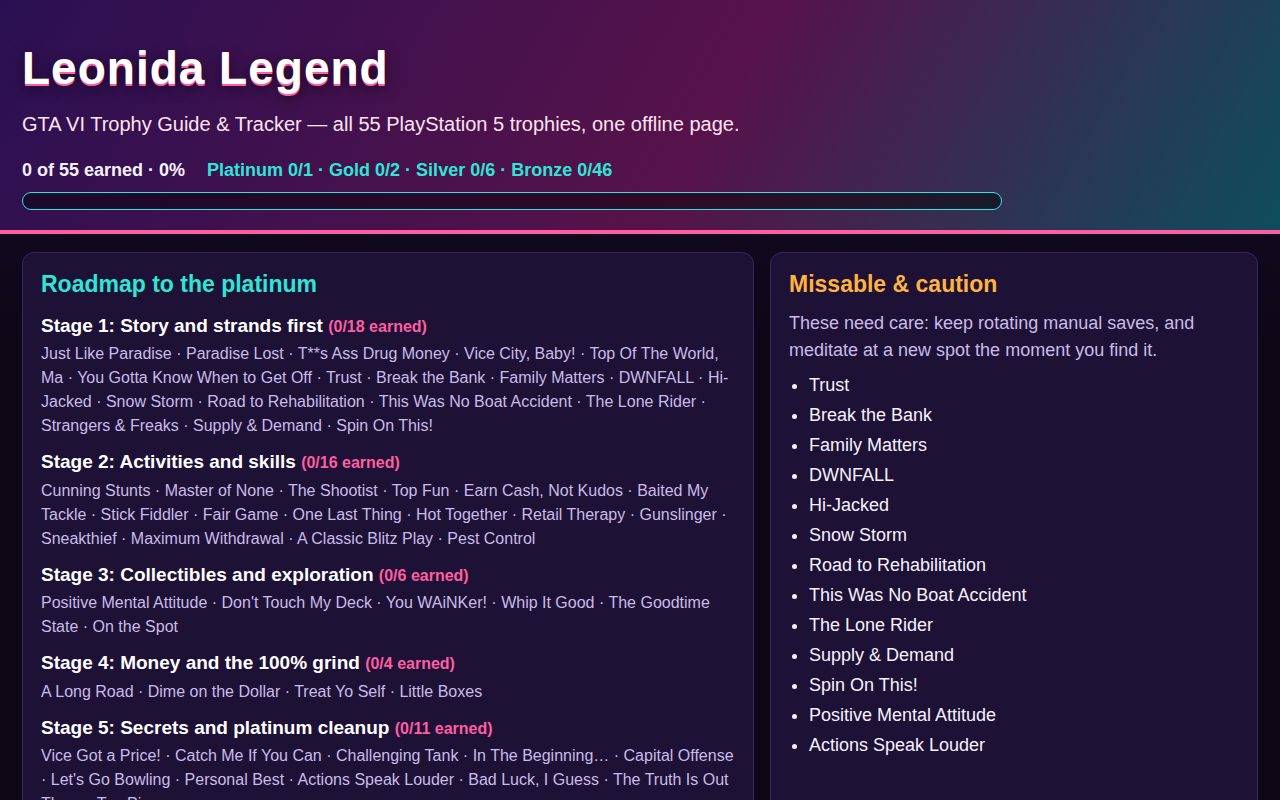 Leonida Legend
GTA VI Trophy Guide & Tracker — all 55 PlayStation 5 trophies, one offline page.
0 of 55 earned · 0% Platinum 0/1 · Gold 0/2 · Silver 0/6 · Bronze 0/46
Roadmap to the platinum
Stage 1: Story and strands first (0/18 earned)
Just Like Paradise · Paradise Lost · T**s Ass Drug Money · Vice City, Baby! · Top Of The World,
Ma · You Gotta Know When to Get Off · Trust · Break the Bank · Family Matters · DWNFALL · Hi-
Jacked · Snow Storm · Road to Rehabilitation · This Was No Boat Accident · The Lone Rider ·
Strangers & Freaks · Supply & Demand · Spin On This!
Stage 2: Activities and skills (0/16 earned)
Cunning Stunts · Master of None · The Shootist · Top Fun · Earn Cash, Not Kudos · Baited My
Tackle · Stick Fiddler · Fair Game · One Last Thing · Hot Together · Retail Therapy · Gunslinger ·
Sneakthief · Maximum Withdrawal · A Classic Blitz Play · Pest Control
Stage 3: Collectibles and exploration (0/6 earned)
Positive Mental Attitude · Don't Touch My Deck · You WAiNKer! · Whip It Good · The Goodtime
State · On the Spot
Stage 4: Money and the 100% grind (0/4 earned)
A Long Road · Dime on the Dollar · Treat Yo Self · Little Boxes
Stage 5: Secrets and platinum cleanup (0/11 earned)
Vice Got a Price! · Catch Me If You Can · Challenging Tank · In The Beginning… · Capital Offense
· Let's Go Bowling · Personal Best · Actions Speak Louder · Bad Luck, I Guess · The Truth Is Out
Missable & caution
These need care: keep rotating manual saves, and
meditate at a new spot the moment you find it.
• Trust
• Break the Bank
• Family Matters
• DWNFALL
• Hi-Jacked
• Snow Storm
• Road to Rehabilitation
• This Was No Boat Accident
• The Lone Rider
• Supply & Demand
• Spin On This!
• Positive Mental Attitude
• Actions Speak Louder